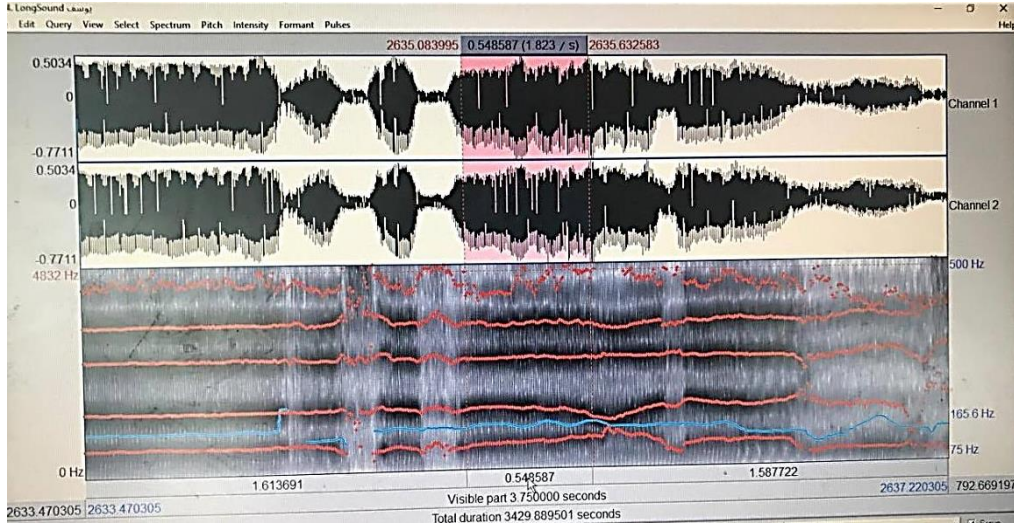 LongSound يوسف
Edit Query View Select Spectrum Pitch Intensity Formant Pulses Help
2635.083995 0.548587 (1.823 / s) 2635.632583
0.5034
0
-0.7711
Channel 1
0.5034
0
-0.7711
Channel 2
4832 Hz
500 Hz
165.6 Hz
75 Hz
0 Hz
1.613691 0.548587 1.587722
2633.470305 2633.470305 Visible part 3.750000 seconds 2637.220305 792.669197
Total duration 3429.889501 seconds